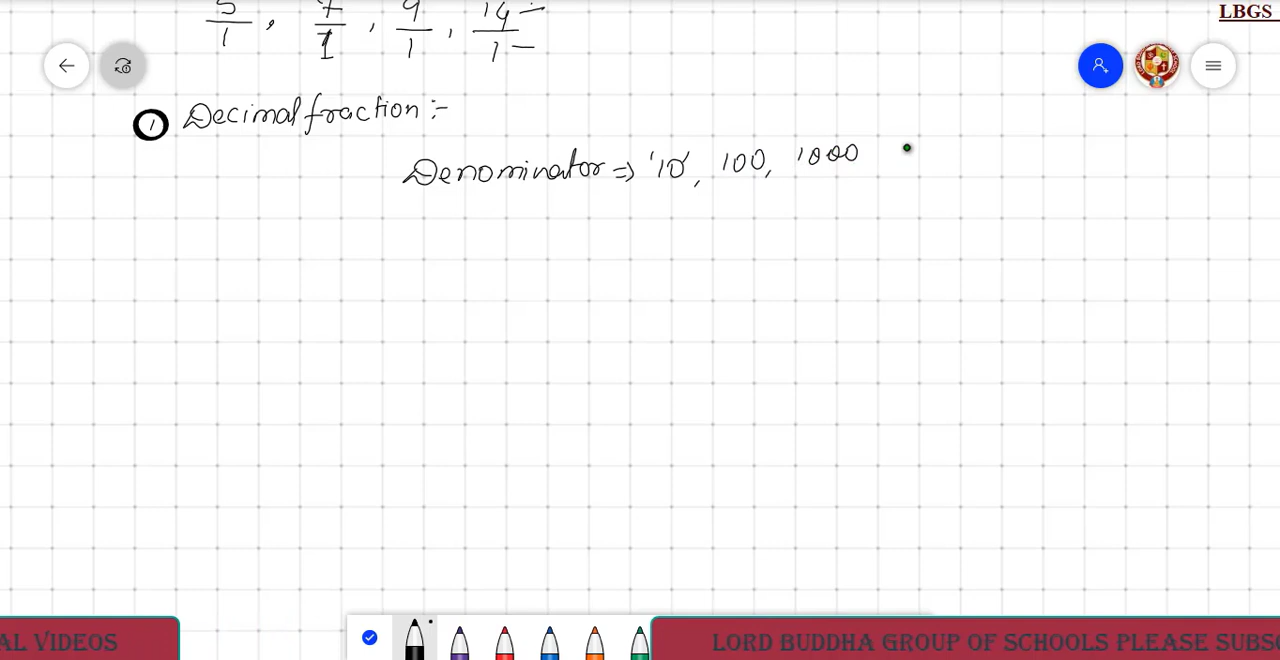 LBGS
5/1, 7/1, 9/1, 14/1
1 Decimal fraction :-
Denominator => '10', 100, 1000
AL VIDEOS
LORD BUDDHA GROUP OF SCHOOLS PLEASE SUBS